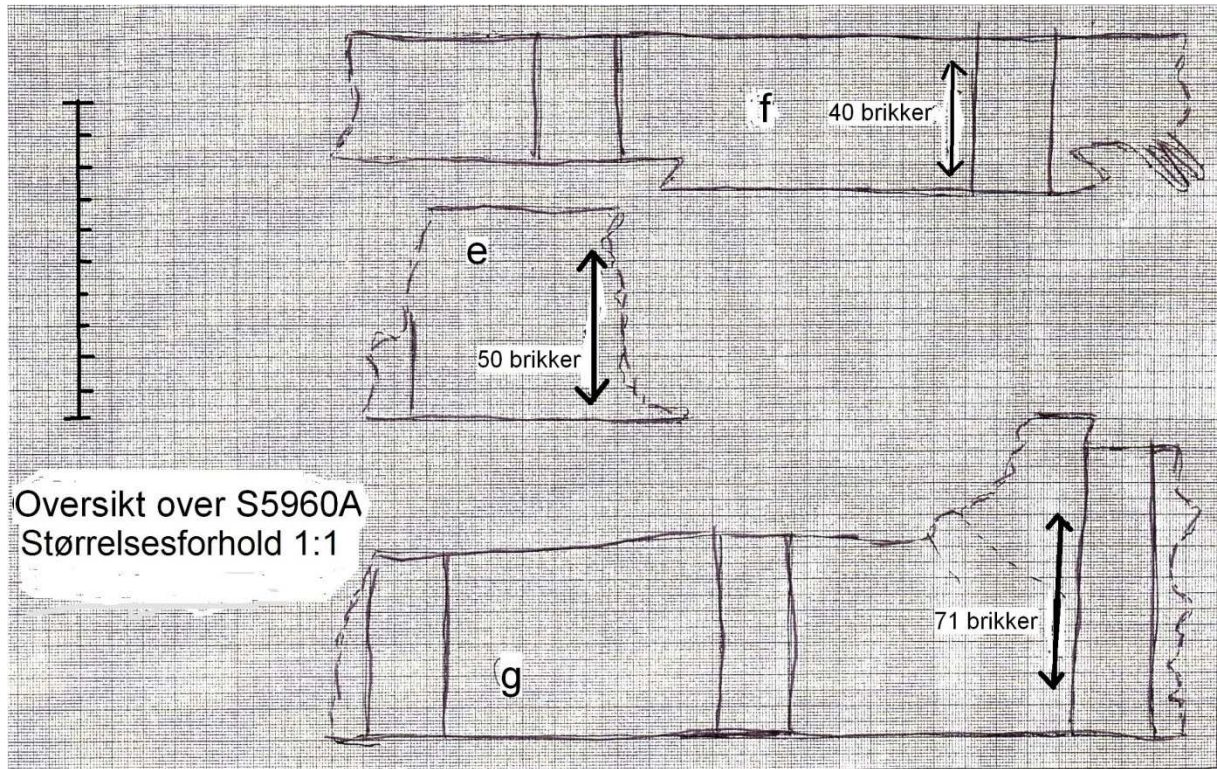 f
40 brikker
e
50 brikker
Oversikt over S5960A
Størrelsesforhold 1:1
g
71 brikker